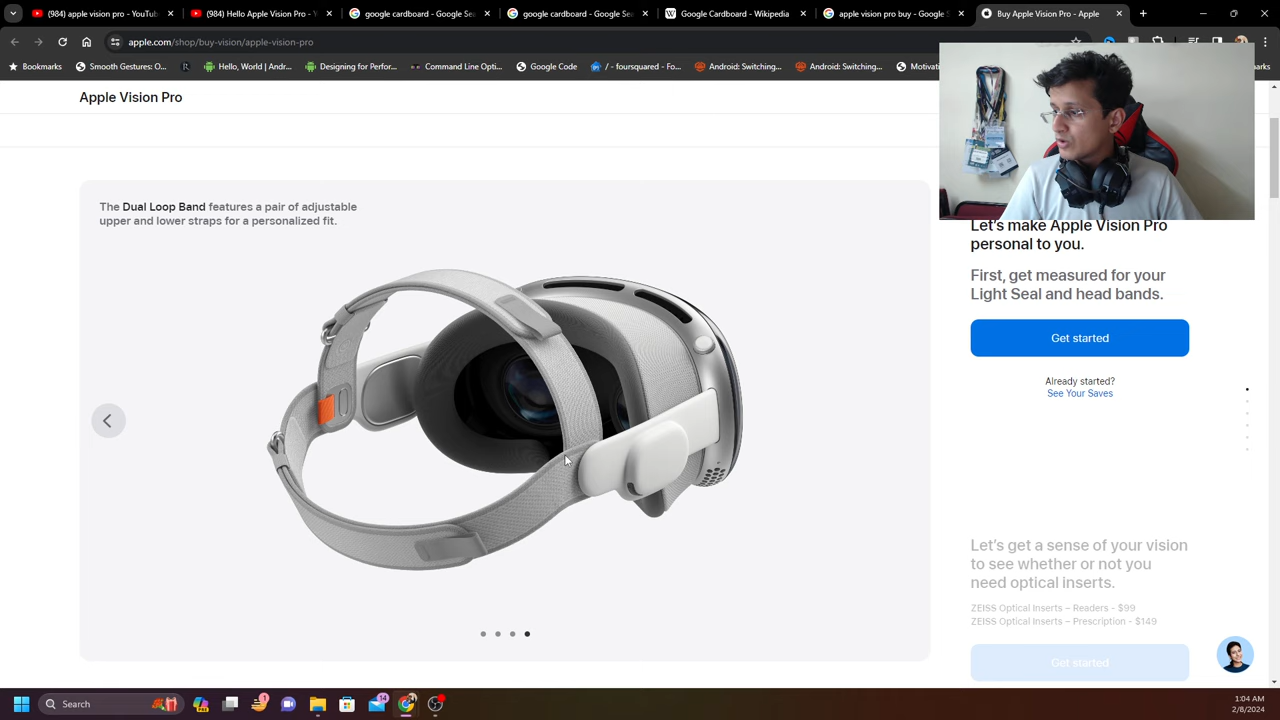 (984) apple vision pro - YouTub
(984) Hello Apple Vision Pro - Y
google cardboard - Google Sea
google cardboard - Google Sea
Google Cardboard - Wikipedia
apple vision pro buy - Google S
Buy Apple Vision Pro - Apple
apple.com/shop/buy-vision/apple-vision-pro
Bookmarks
Smooth Gestures: O...
Hello, World | Andr...
Designing for Perfor...
Command Line Opti...
Google Code
/ - foursquared - Fo...
Android: Switching...
Android: Switching...
Motivati
Apple Vision Pro
The Dual Loop Band features a pair of adjustable
upper and lower straps for a personalized fit.
Let's make Apple Vision Pro
personal to you.
First, get measured for your
Light Seal and head bands.
Get started
Already started?
See Your Saves
Let's get a sense of your vision
to see whether or not you
need optical inserts.
ZEISS Optical Inserts – Readers - $99
ZEISS Optical Inserts – Prescription - $149
Get started
Search
1
14
1:04 AM
2/8/2024